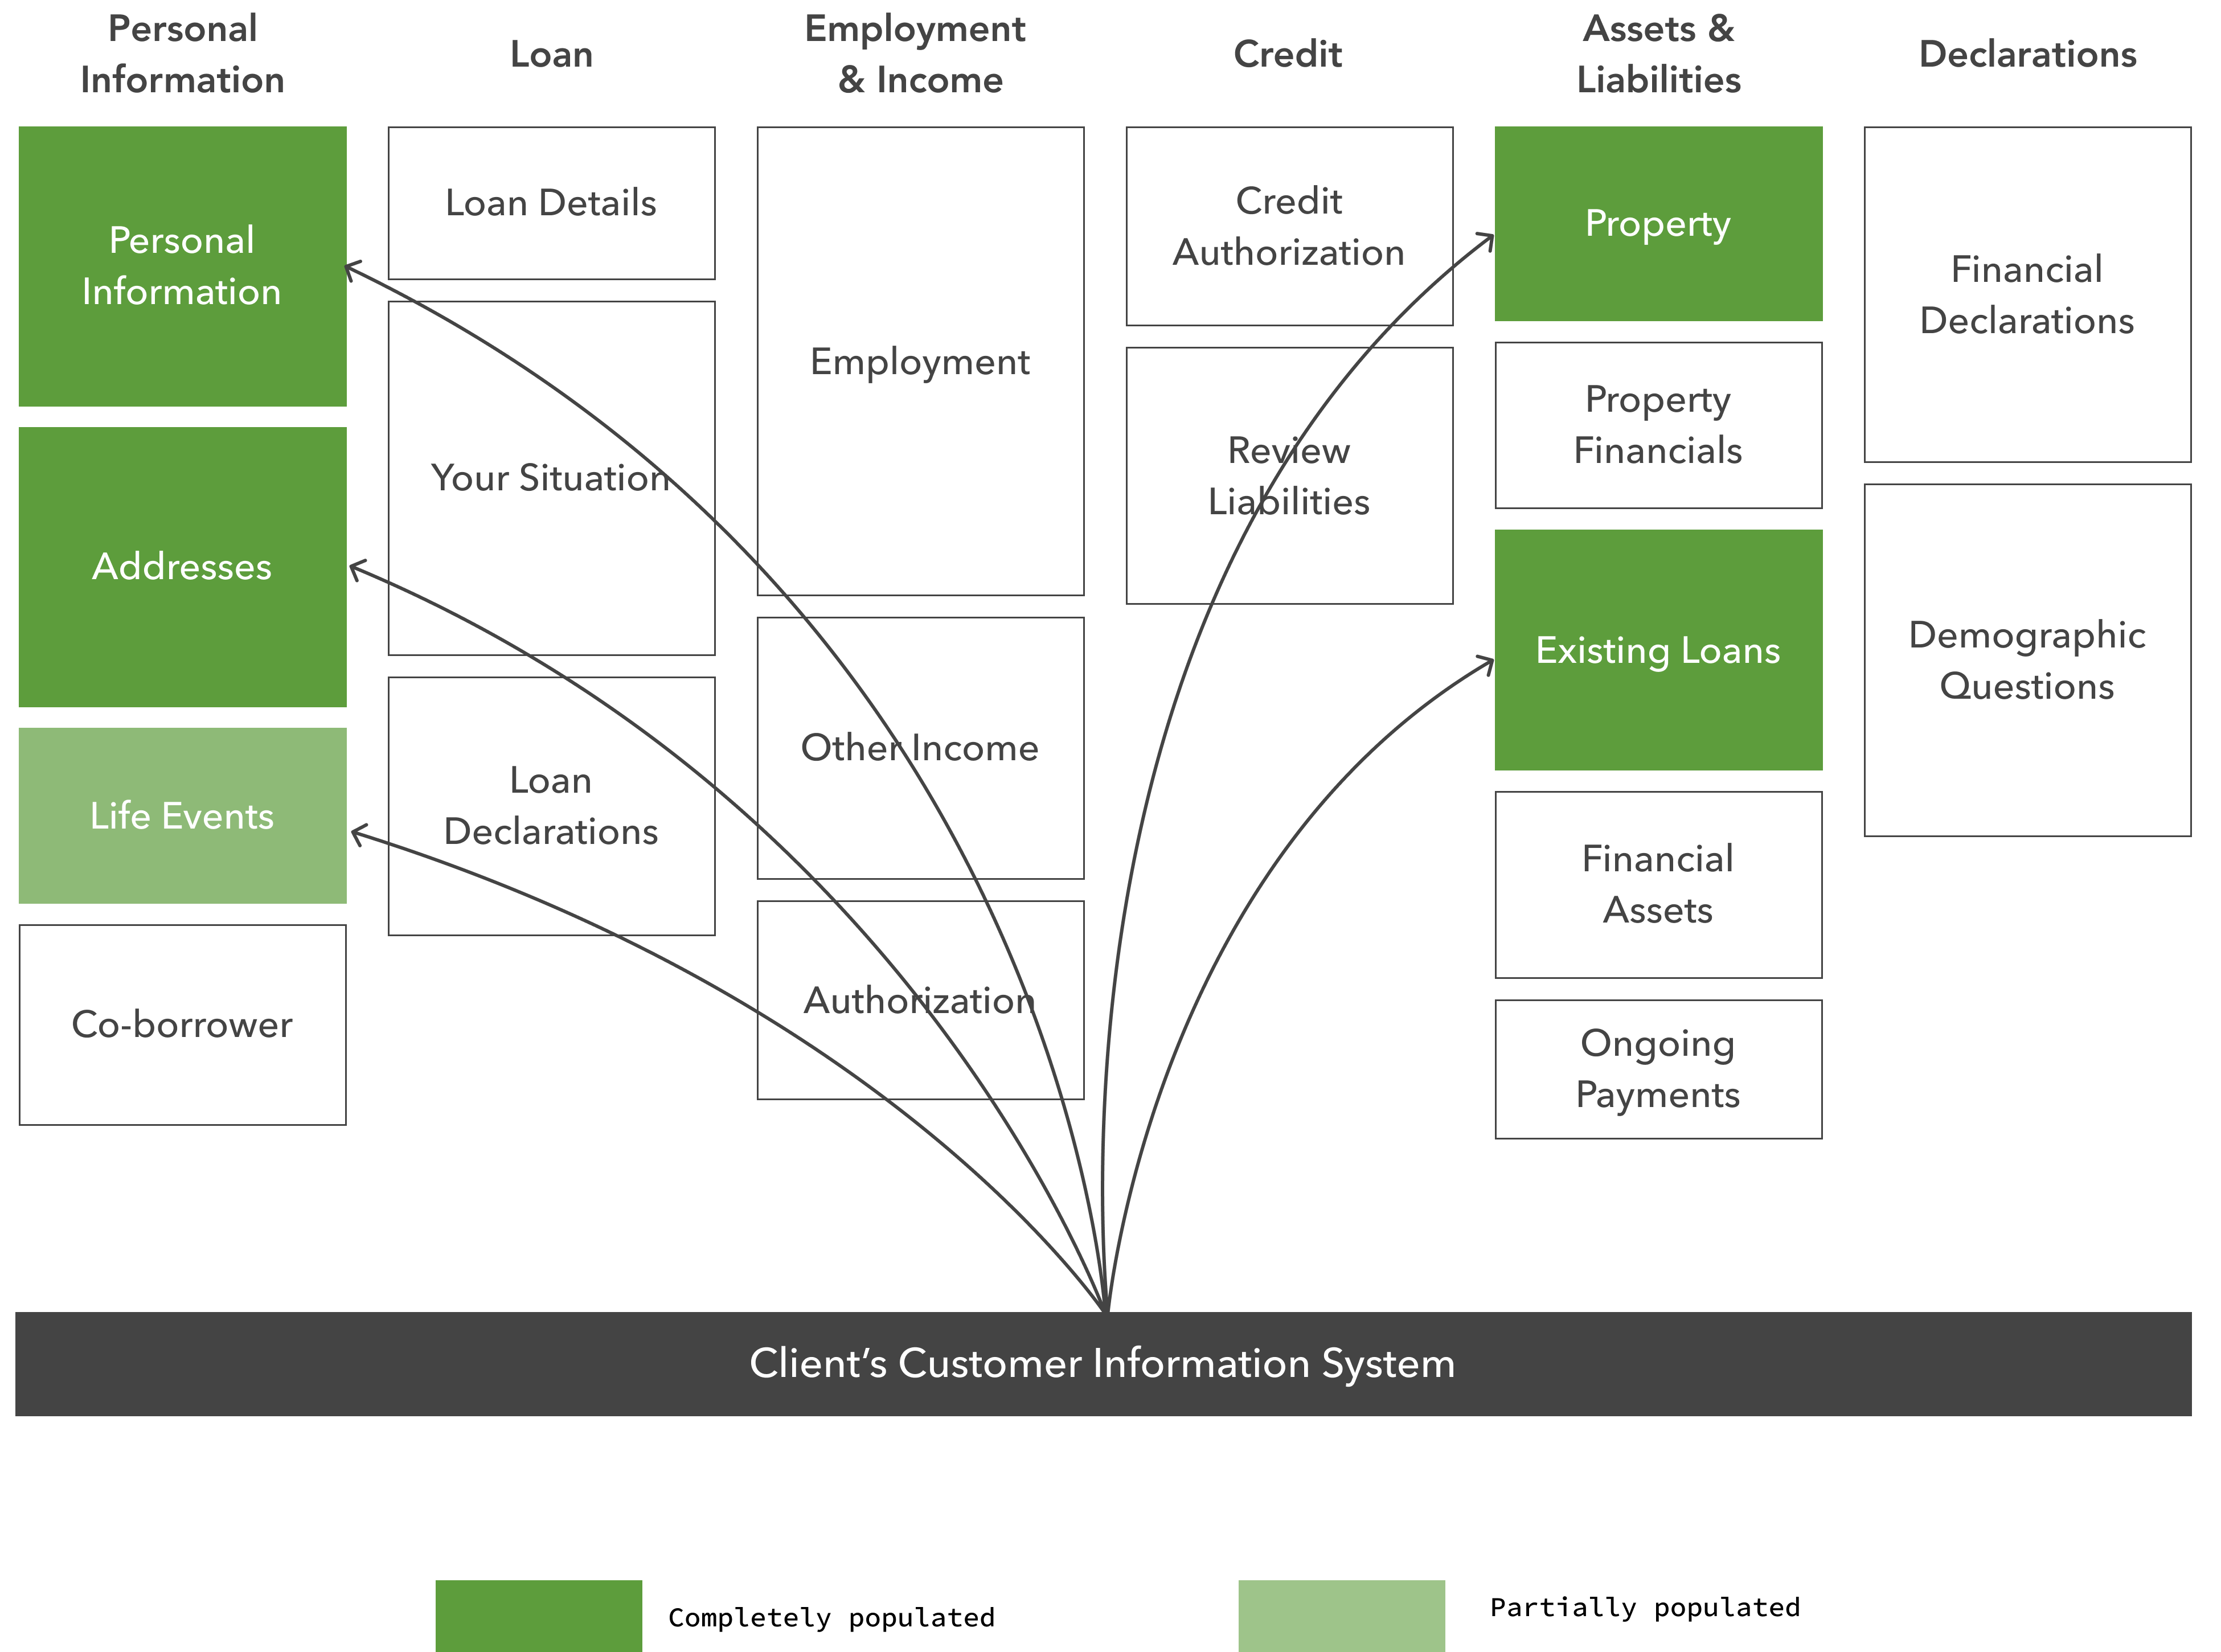 Personal
Information
Loan
Employment
& Income
Credit
Assets &
Liabilities
Declarations
Personal
Information
Addresses
Life Events
Co-borrower
Loan Details
Your Situation
Loan
Declarations
Employment
Other Income
Authorization
Credit
Authorization
Review
Liabilities
Property
Property
Financials
Existing Loans
Financial
Assets
Ongoing
Payments
Financial
Declarations
Demographic
Questions
Client’s Customer Information System
Completely populated
Partially populated